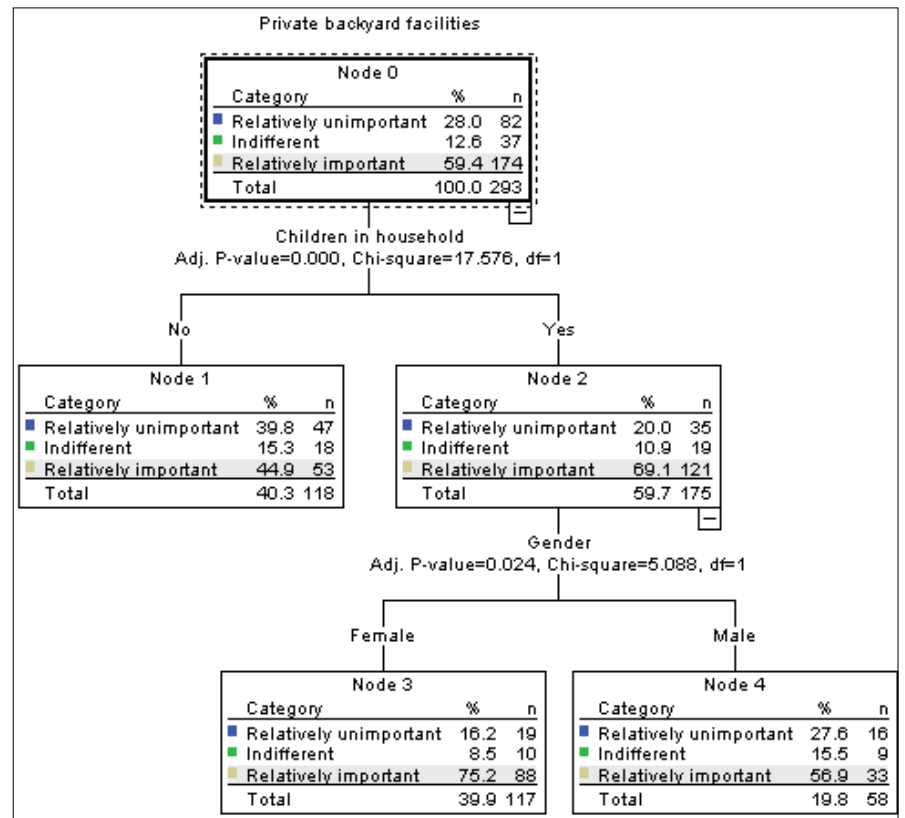 Private backyard facilities
Node 0
Category % n
Relatively unimportant 28.0 82
Indifferent 12.6 37
Relatively important 59.4 174
Total 100.0 293
Children in household
Adj. P-value=0.000, Chi-square=17.576, df=1
No Yes
Node 1
Category % n
Relatively unimportant 39.8 47
Indifferent 15.3 18
Relatively important 44.9 53
Total 40.3 118
Node 2
Category % n
Relatively unimportant 20.0 35
Indifferent 10.9 19
Relatively important 69.1 121
Total 59.7 175
Gender
Adj. P-value=0.024, Chi-square=5.088, df=1
Female Male
Node 3
Category % n
Relatively unimportant 16.2 19
Indifferent 8.5 10
Relatively important 75.2 88
Total 39.9 117
Node 4
Category % n
Relatively unimportant 27.6 16
Indifferent 15.5 9
Relatively important 56.9 33
Total 19.8 58